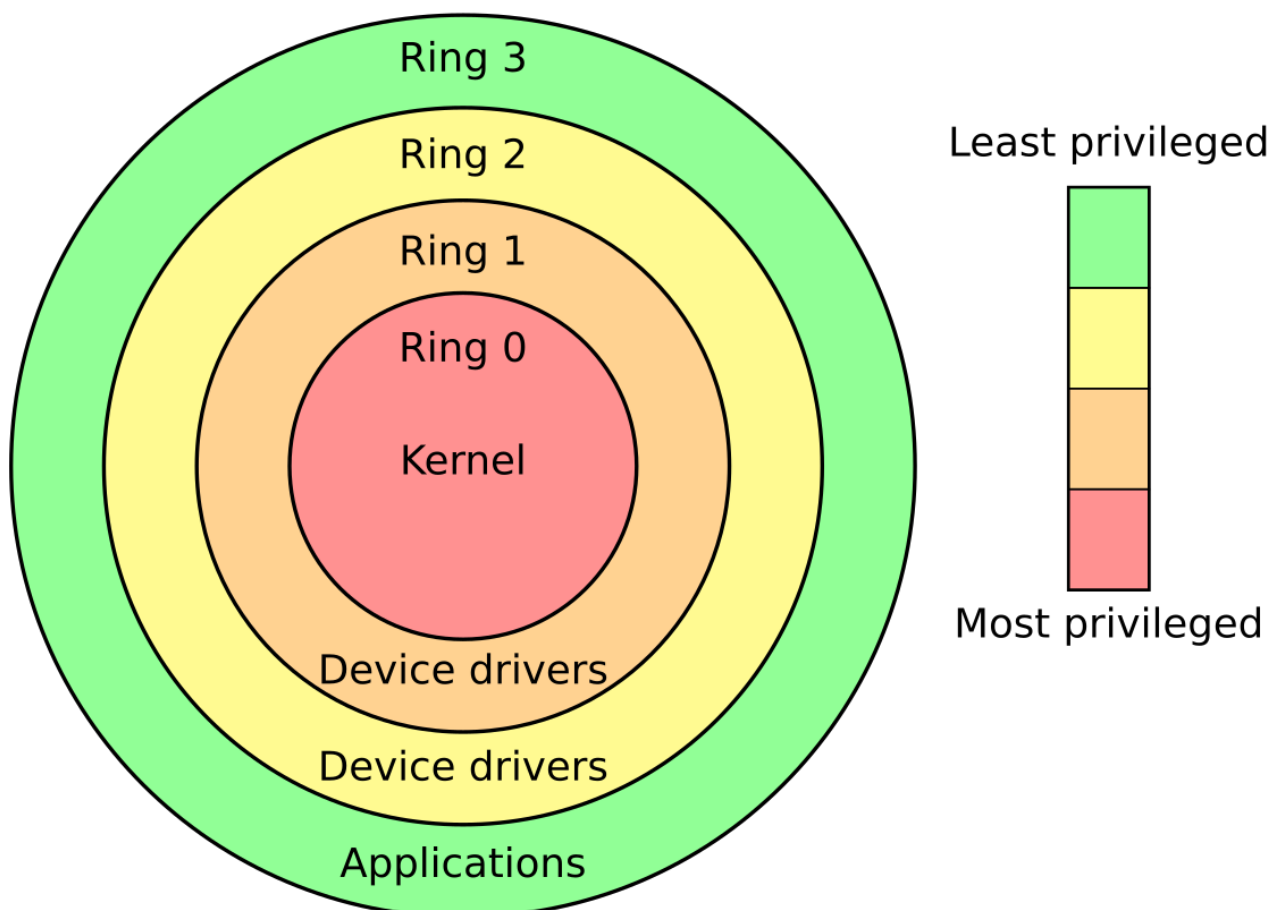 Ring 3
Ring 2
Ring 1
Ring 0
Kernel
Device drivers
Device drivers
Applications
Least privileged
Most privileged